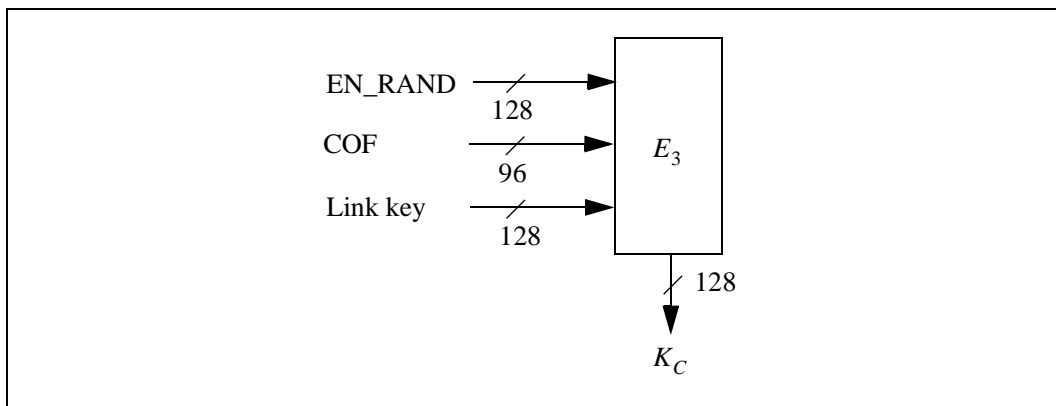 EN_RAND
128
COF
96
Link key
128
E3
128
KC